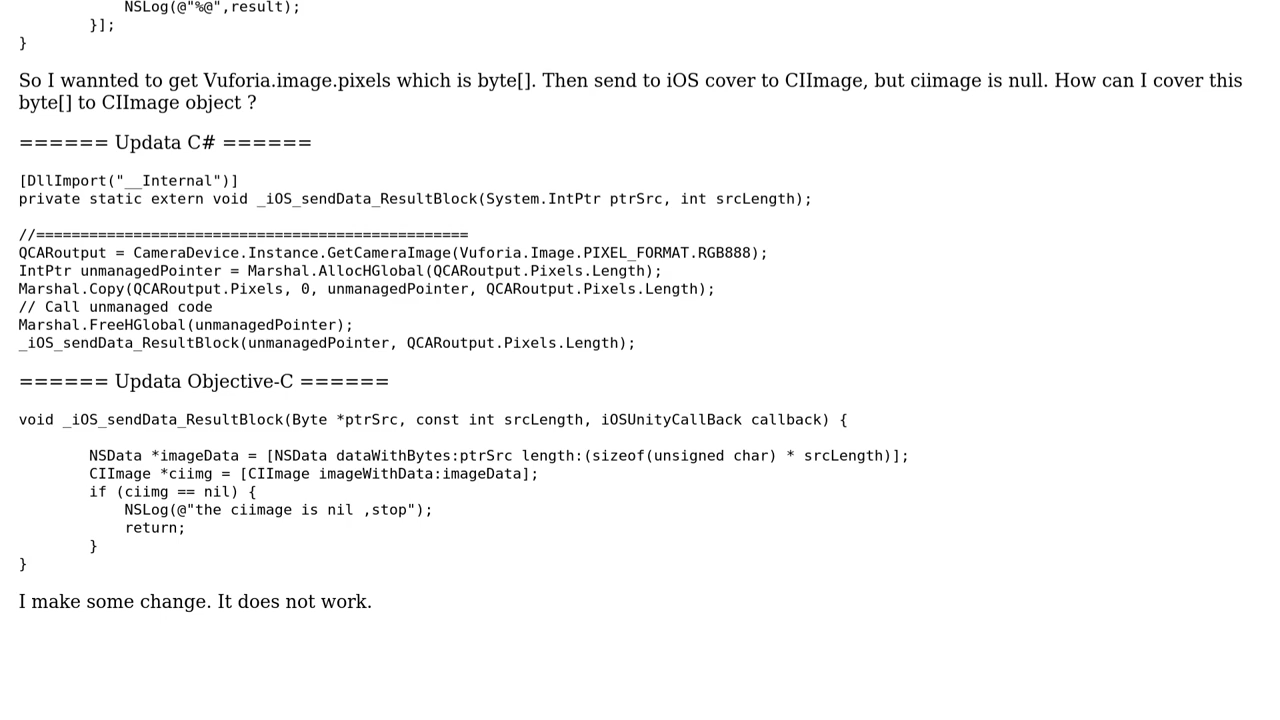 NSLog(@"%@",result);
}];
}
So I wannted to get Vuforia.image.pixels which is byte[]. Then send to iOS cover to CIImage, but ciimage is null. How can I cover this
byte[] to CIImage object ?
====== Updata C# ======
[DllImport("__Internal")]
private static extern void _iOS_sendData_ResultBlock(System.IntPtr ptrSrc, int srcLength);
//=================================================
QCARoutput = CameraDevice.Instance.GetCameraImage(Vuforia.Image.PIXEL_FORMAT.RGB888);
IntPtr unmanagedPointer = Marshal.AllocHGlobal(QCARoutput.Pixels.Length);
Marshal.Copy(QCARoutput.Pixels, 0, unmanagedPointer, QCARoutput.Pixels.Length);
// Call unmanaged code
Marshal.FreeHGlobal(unmanagedPointer);
_iOS_sendData_ResultBlock(unmanagedPointer, QCARoutput.Pixels.Length);
====== Updata Objective-C ======
void _iOS_sendData_ResultBlock(Byte *ptrSrc, const int srcLength, iOSUnityCallBack callback) {
NSData *imageData = [NSData dataWithBytes:ptrSrc length:(sizeof(unsigned char) * srcLength)];
CIImage *ciimg = [CIImage imageWithData:imageData];
if (ciimg == nil) {
NSLog(@"the ciimage is nil ,stop");
return;
}
}
I make some change. It does not work.